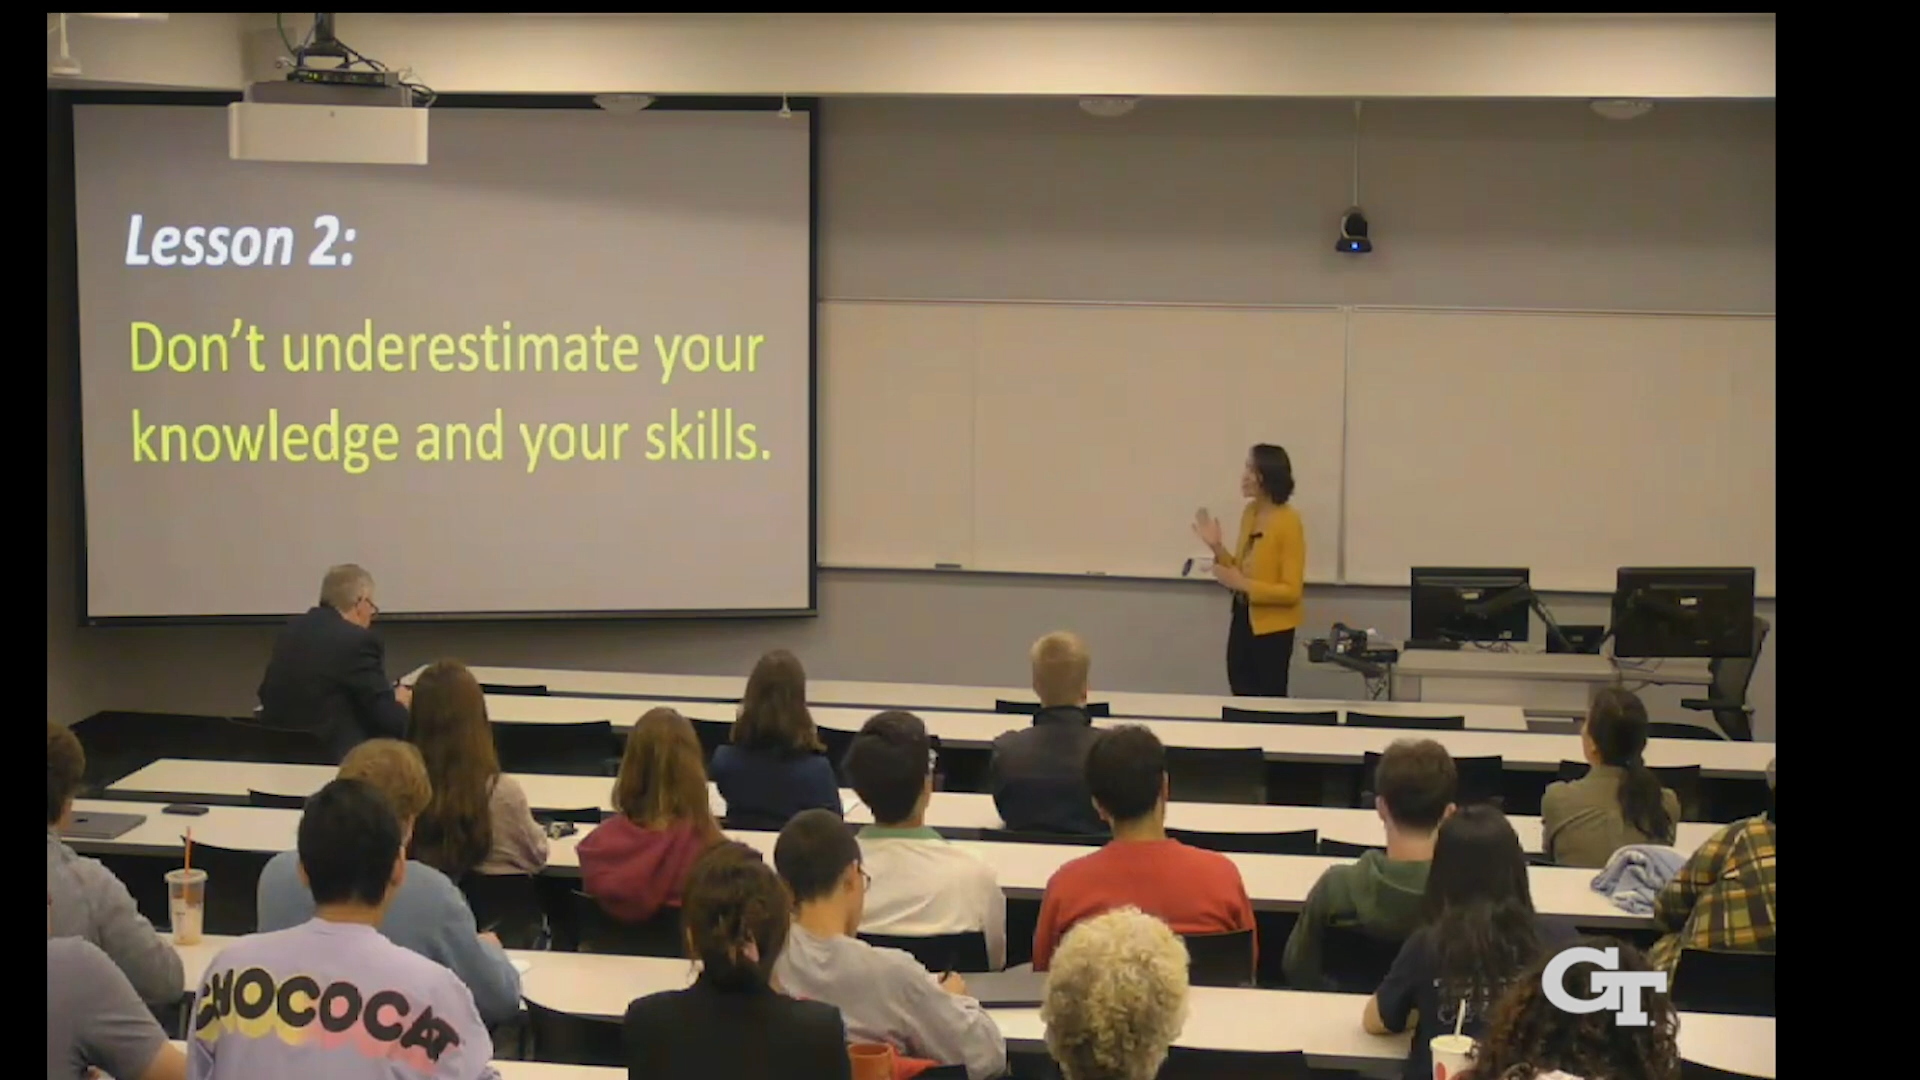 Lesson 2:
Don't underestimate your
knowledge and your skills.
CHOCOCAT
GT